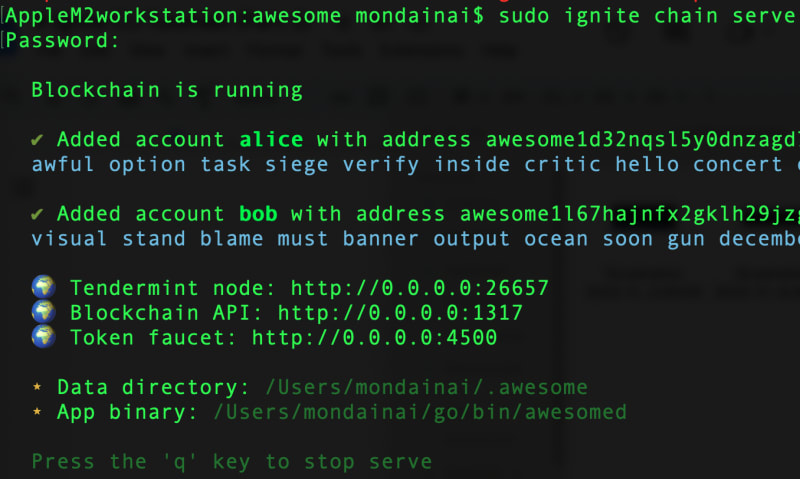 AppleM2workstation:awesome mondainai$ sudo ignite chain serve
Password:
Blockchain is running
✔ Added account alice with address awesome1d32nqsl5y0dnzagd
awful option task siege verify inside critic hello concert
✔ Added account bob with address awesome1l67hajnfx2gklh29jz
visual stand blame must banner output ocean soon gun decemb
🌍 Tendermint node: http://0.0.0.0:26657
🌍 Blockchain API: http://0.0.0.0:1317
🌍 Token faucet: http://0.0.0.0:4500
⋆ Data directory: /Users/mondainai/.awesome
⋆ App binary: /Users/mondainai/go/bin/awesomed
Press the 'q' key to stop serve